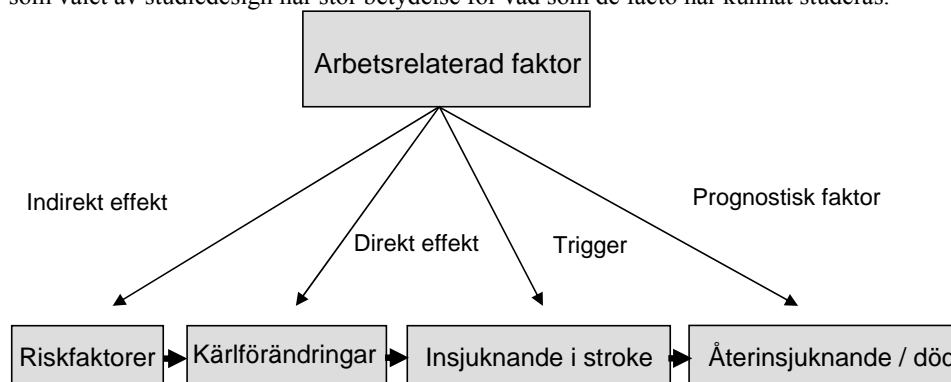 som valet av studiedesign har stor betydelse för vad som de facto har kunnat studeras.
Arbetsrelaterad faktor
Indirekt effekt
Prognostisk faktor
Direkt effekt
Trigger
Riskfaktorer
Kärlförändringar
Insjuknande i stroke
Återinsjuknande / död